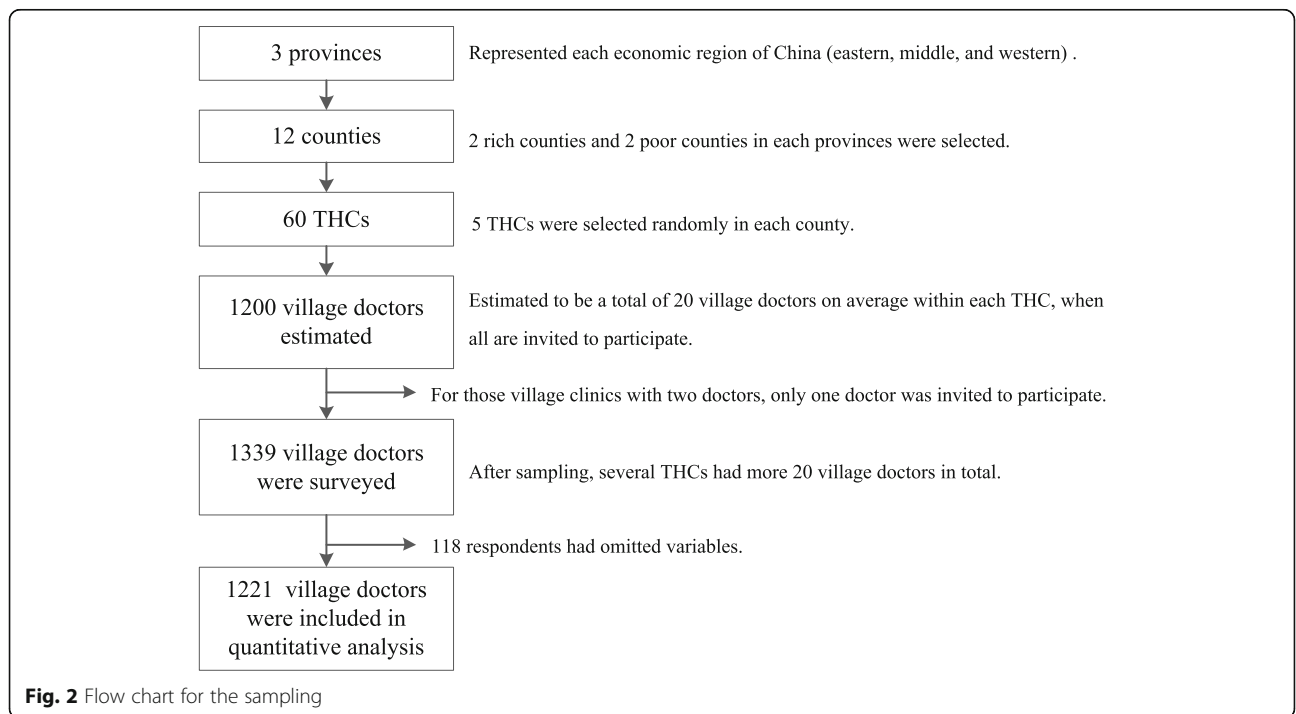 3 provinces
Represented each economic region of China (eastern, middle, and western) .
12 counties
2 rich counties and 2 poor counties in each provinces were selected.
60 THCs
5 THCs were selected randomly in each county.
1200 village doctors
estimated
Estimated to be a total of 20 village doctors on average within each THC, when
all are invited to participate.
For those village clinics with two doctors, only one doctor was invited to participate.
1339 village doctors
were surveyed
After sampling, several THCs had more 20 village doctors in total.
118 respondents had omitted variables.
1221 village doctors
were included in
quantitative analysis
Fig. 2 Flow chart for the sampling